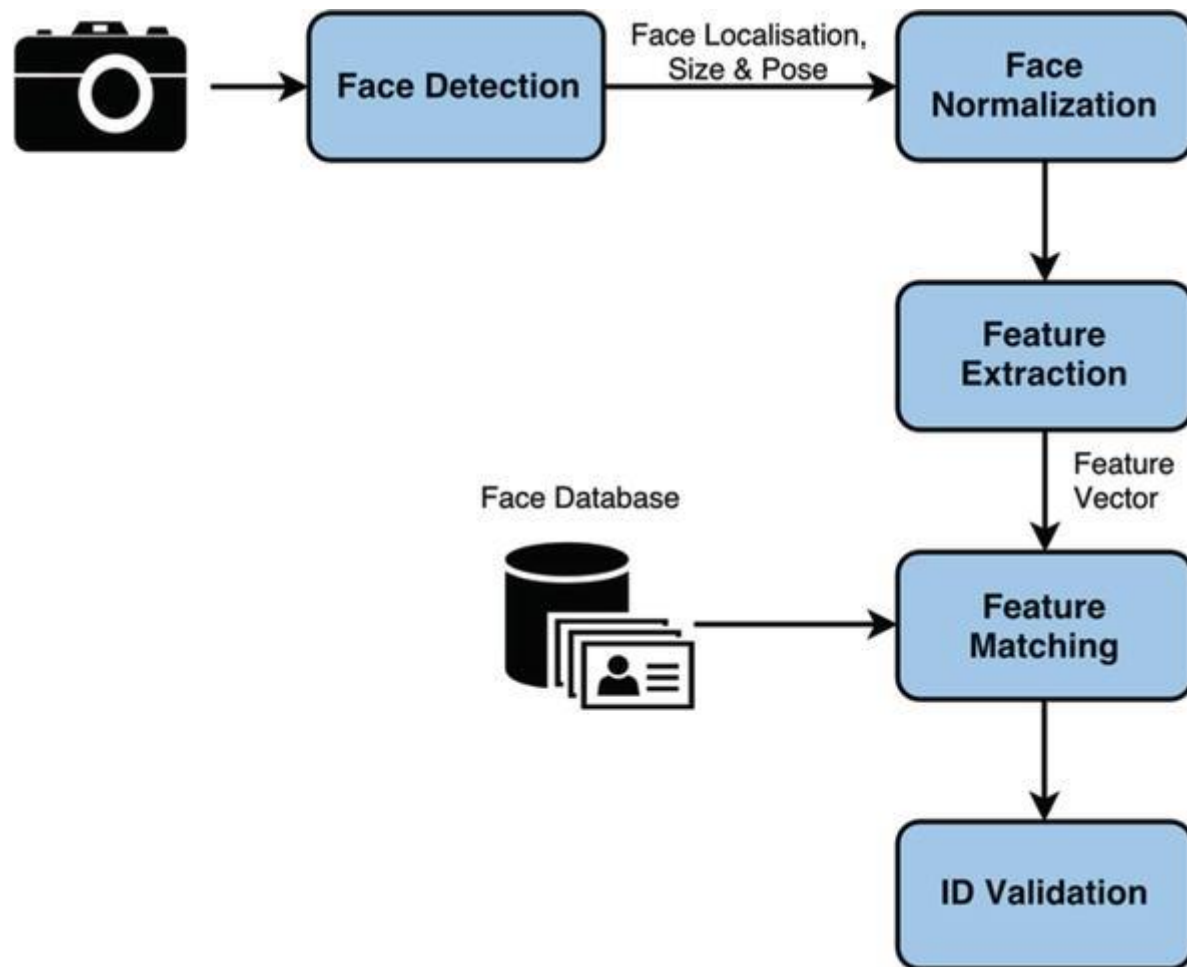 Face Detection
Face Localisation,
Size & Pose
Face
Normalization
Feature
Extraction
Feature
Vector
Face Database
Feature
Matching
ID Validation